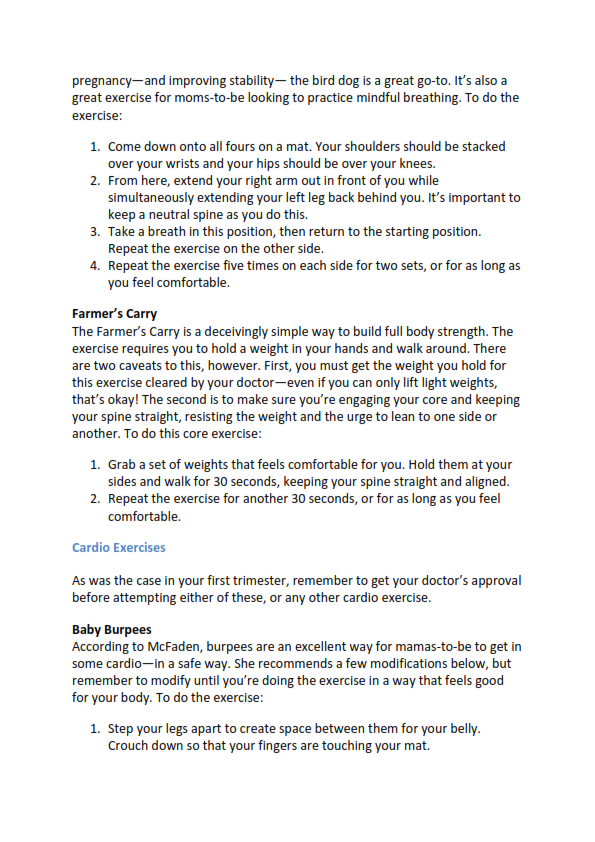 pregnancy—and improving stability— the bird dog is a great go-to. It’s also a
great exercise for moms-to-be looking to practice mindful breathing. To do the
exercise:
1. Come down onto all fours on a mat. Your shoulders should be stacked
over your wrists and your hips should be over your knees.
2. From here, extend your right arm out in front of you while
simultaneously extending your left leg back behind you. It’s important to
keep a neutral spine as you do this.
3. Take a breath in this position, then return to the starting position.
Repeat the exercise on the other side.
4. Repeat the exercise five times on each side for two sets, or for as long as
you feel comfortable.
Farmer’s Carry
The Farmer’s Carry is a deceivingly simple way to build full body strength. The
exercise requires you to hold a weight in your hands and walk around. There
are two caveats to this, however. First, you must get the weight you hold for
this exercise cleared by your doctor—even if you can only lift light weights,
that’s okay! The second is to make sure you’re engaging your core and keeping
your spine straight, resisting the weight and the urge to lean to one side or
another. To do this core exercise:
1. Grab a set of weights that feels comfortable for you. Hold them at your
sides and walk for 30 seconds, keeping your spine straight and aligned.
2. Repeat the exercise for another 30 seconds, or for as long as you feel
comfortable.
Cardio Exercises
As was the case in your first trimester, remember to get your doctor’s approval
before attempting either of these, or any other cardio exercise.
Baby Burpees
According to McFaden, burpees are an excellent way for mamas-to-be to get in
some cardio—in a safe way. She recommends a few modifications below, but
remember to modify until you’re doing the exercise in a way that feels good
for your body. To do the exercise:
1. Step your legs apart to create space between them for your belly.
Crouch down so that your fingers are touching your mat.